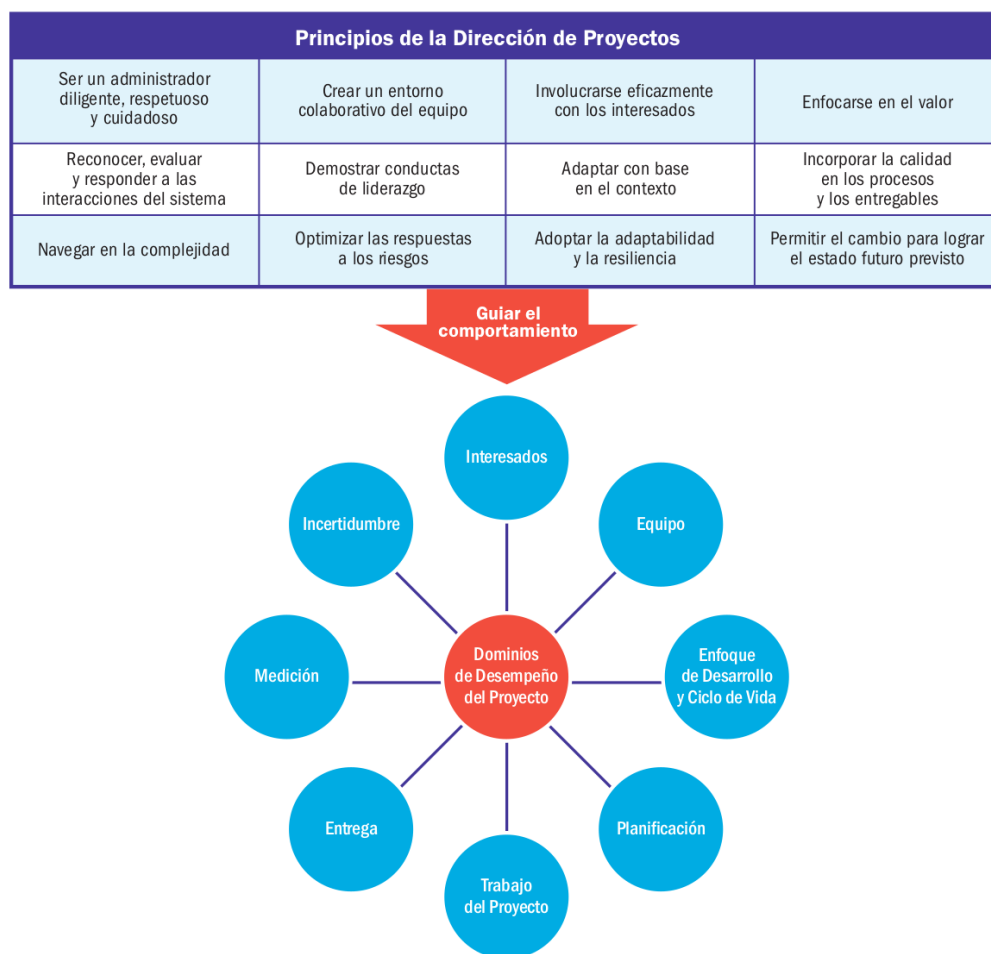 Principios de la Dirección de Proyectos
Ser un administrador
diligente, respetuoso
y cuidadoso
Crear un entorno
colaborativo del equipo
Involucrarse eficazmente
con los interesados
Enfocarse en el valor
Reconocer, evaluar
y responder a las
interacciones del sistema
Demostrar conductas
de liderazgo
Adaptar con base
en el contexto
Incorporar la calidad
en los procesos
y los entregables
Navegar en la complejidad
Optimizar las respuestas
a los riesgos
Adoptar la adaptabilidad
y la resiliencia
Permitir el cambio para lograr
el estado futuro previsto
Guiar el
comportamiento
Interesados
Incertidumbre
Equipo
Medición
Dominios
de Desempeño
del Proyecto
Enfoque
de Desarrollo
y Ciclo de Vida
Entrega
Planificación
Trabajo
del Proyecto